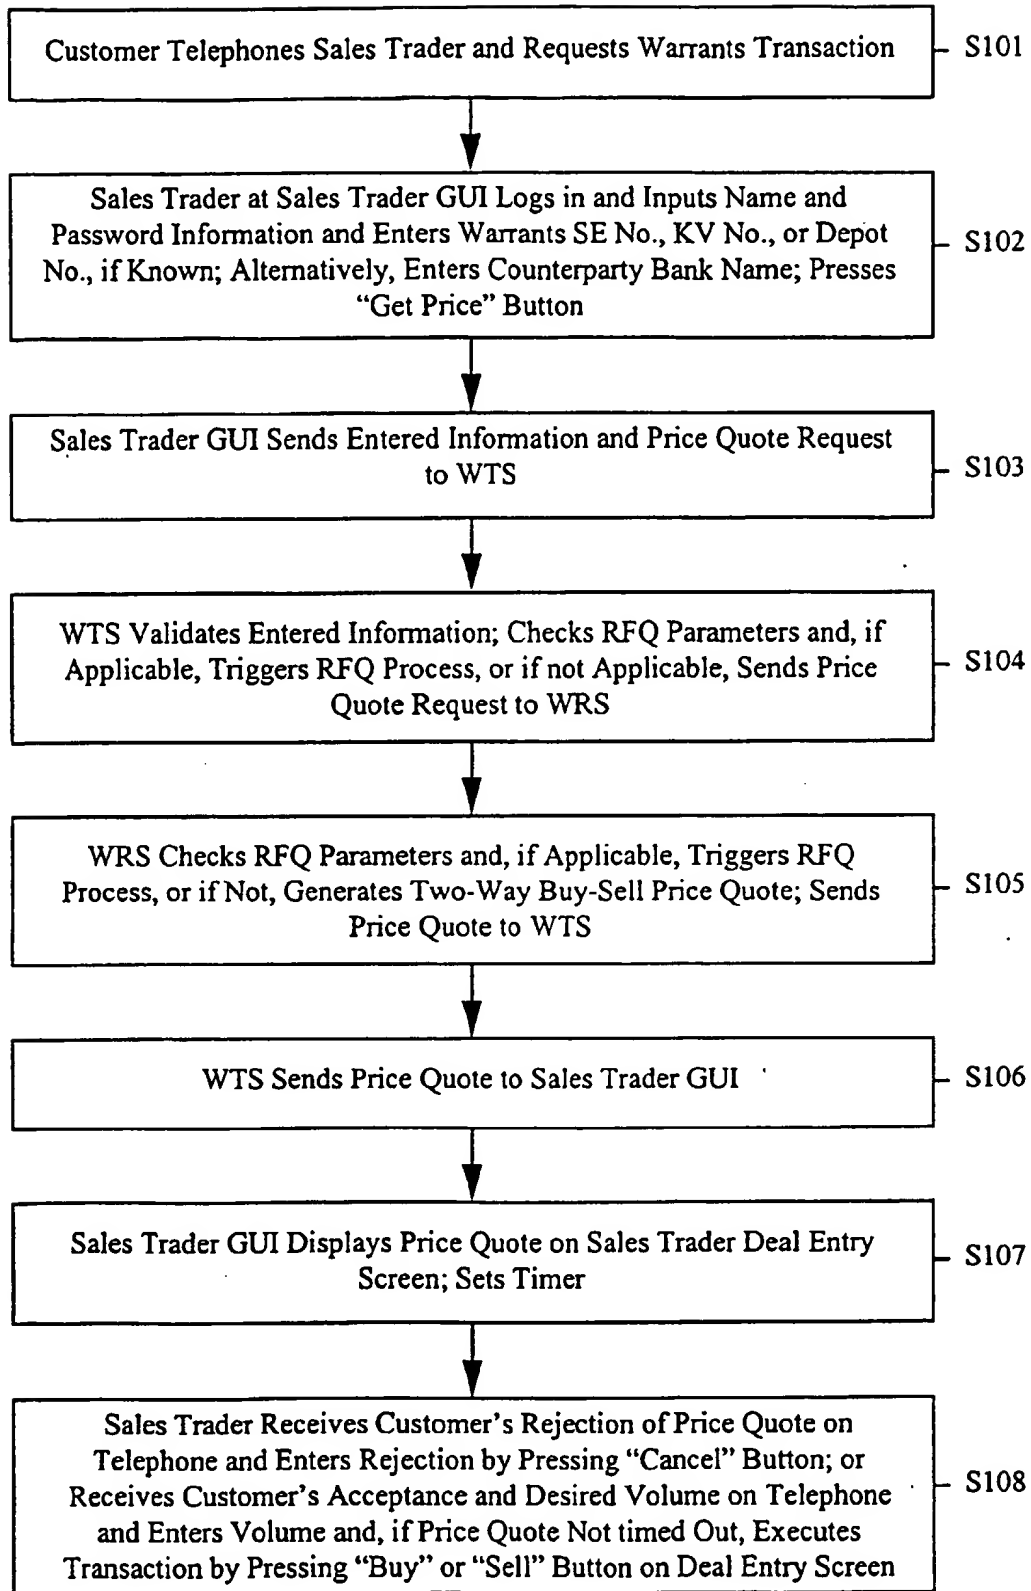 Customer Telephones Sales Trader and Requests Warrants Transaction
S101
Sales Trader at Sales Trader GUI Logs in and Inputs Name and
Password Information and Enters Warrants SE No., KV No., or Depot
No., if Known; Alternatively, Enters Counterparty Bank Name; Presses
“Get Price” Button
S102
Sales Trader GUI Sends Entered Information and Price Quote Request
to WTS
S103
WTS Validates Entered Information; Checks RFQ Parameters and, if
Applicable, Triggers RFQ Process, or if not Applicable, Sends Price
Quote Request to WRS
S104
WRS Checks RFQ Parameters and, if Applicable, Triggers RFQ
Process, or if Not, Generates Two-Way Buy-Sell Price Quote; Sends
Price Quote to WTS
S105
WTS Sends Price Quote to Sales Trader GUI
S106
Sales Trader GUI Displays Price Quote on Sales Trader Deal Entry
Screen; Sets Timer
S107
Sales Trader Receives Customer’s Rejection of Price Quote on
Telephone and Enters Rejection by Pressing “Cancel” Button; or
Receives Customer’s Acceptance and Desired Volume on Telephone
and Enters Volume and, if Price Quote Not timed Out, Executes
Transaction by Pressing “Buy” or “Sell” Button on Deal Entry Screen
S108